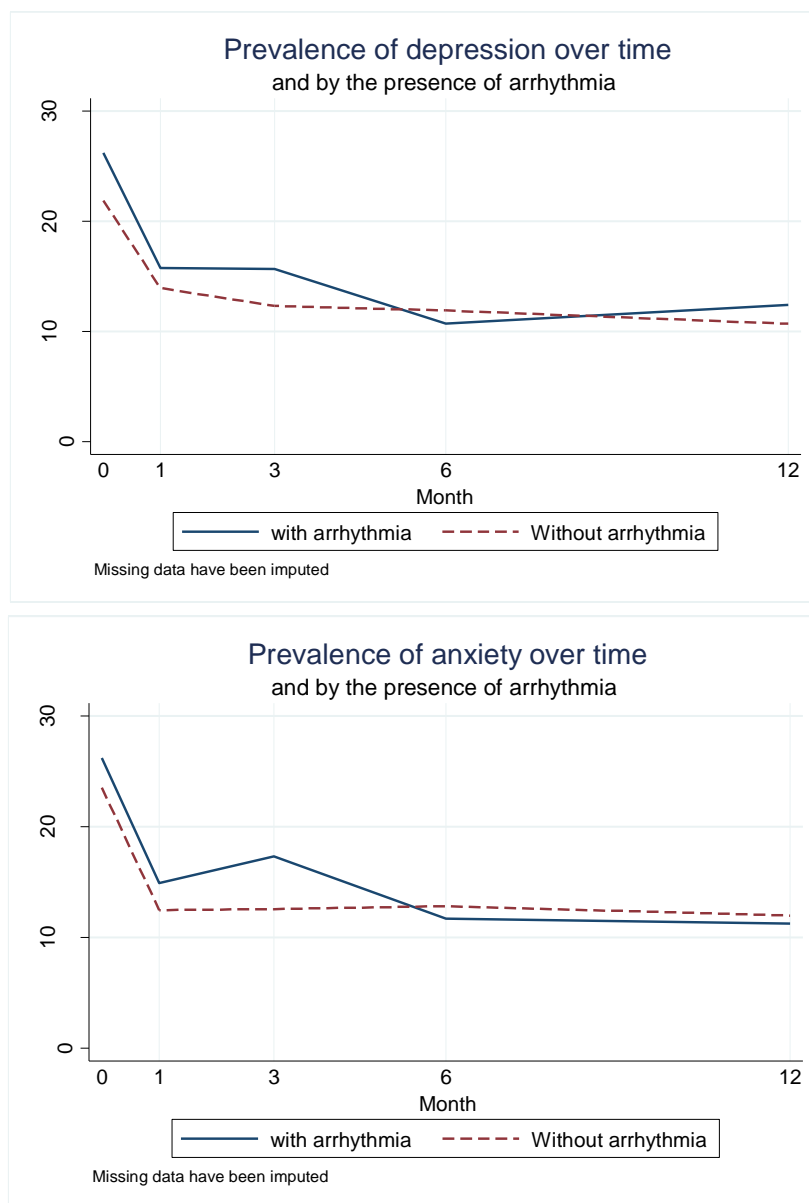 Prevalence of depression over time
and by the presence of arrhythmia
30
20
10
0
0 1 3 6 12
Month
with arrhythmia Without arrhythmia
Missing data have been imputed
Prevalence of anxiety over time
and by the presence of arrhythmia
30
20
10
0
0 1 3 6 12
Month
with arrhythmia Without arrhythmia
Missing data have been imputed